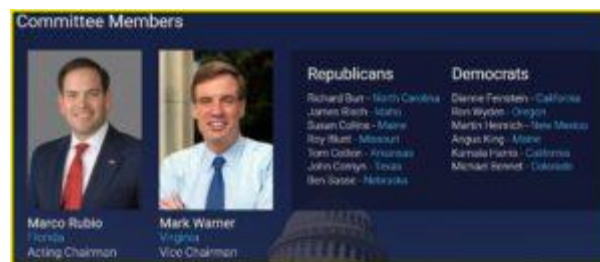 Committee Members
Marco Rubio
Florida
Acting Chairman
Mark Warner
Virginia
Vice Chairman
Republicans
Richard Burr - North Carolina
James Risch - Idaho
Susan Collins - Maine
Roy Blunt - Missouri
Tom Cotton - Arkansas
John Cornyn - Texas
Ben Sasse - Nebraska
Democrats
Dianne Feinstein - California
Ron Wyden - Oregon
Martin Heinrich - New Mexico
Angus King - Maine
Kamala Harris - California
Michael Bennet - Colorado